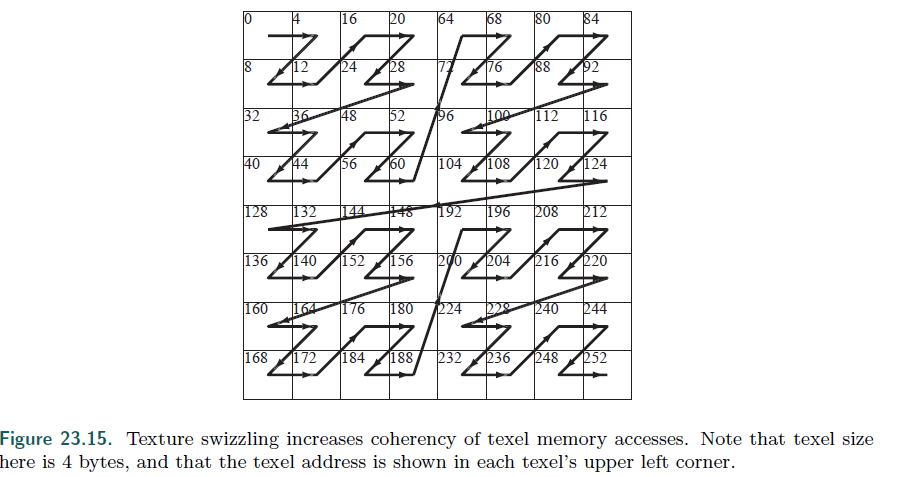 0 4 16 20 64 68 80 84
8 12 24 28 72 76 88 92
32 36 48 52 96 100 112 116
40 44 56 60 104 108 120 124
128 132 144 148 192 196 208 212
136 140 152 156 200 204 216 220
160 164 176 180 224 228 240 244
168 172 184 188 232 236 248 252
Figure 23.15. Texture swizzling increases coherency of texel memory accesses. Note that texel size
here is 4 bytes, and that the texel address is shown in each texel's upper left corner.